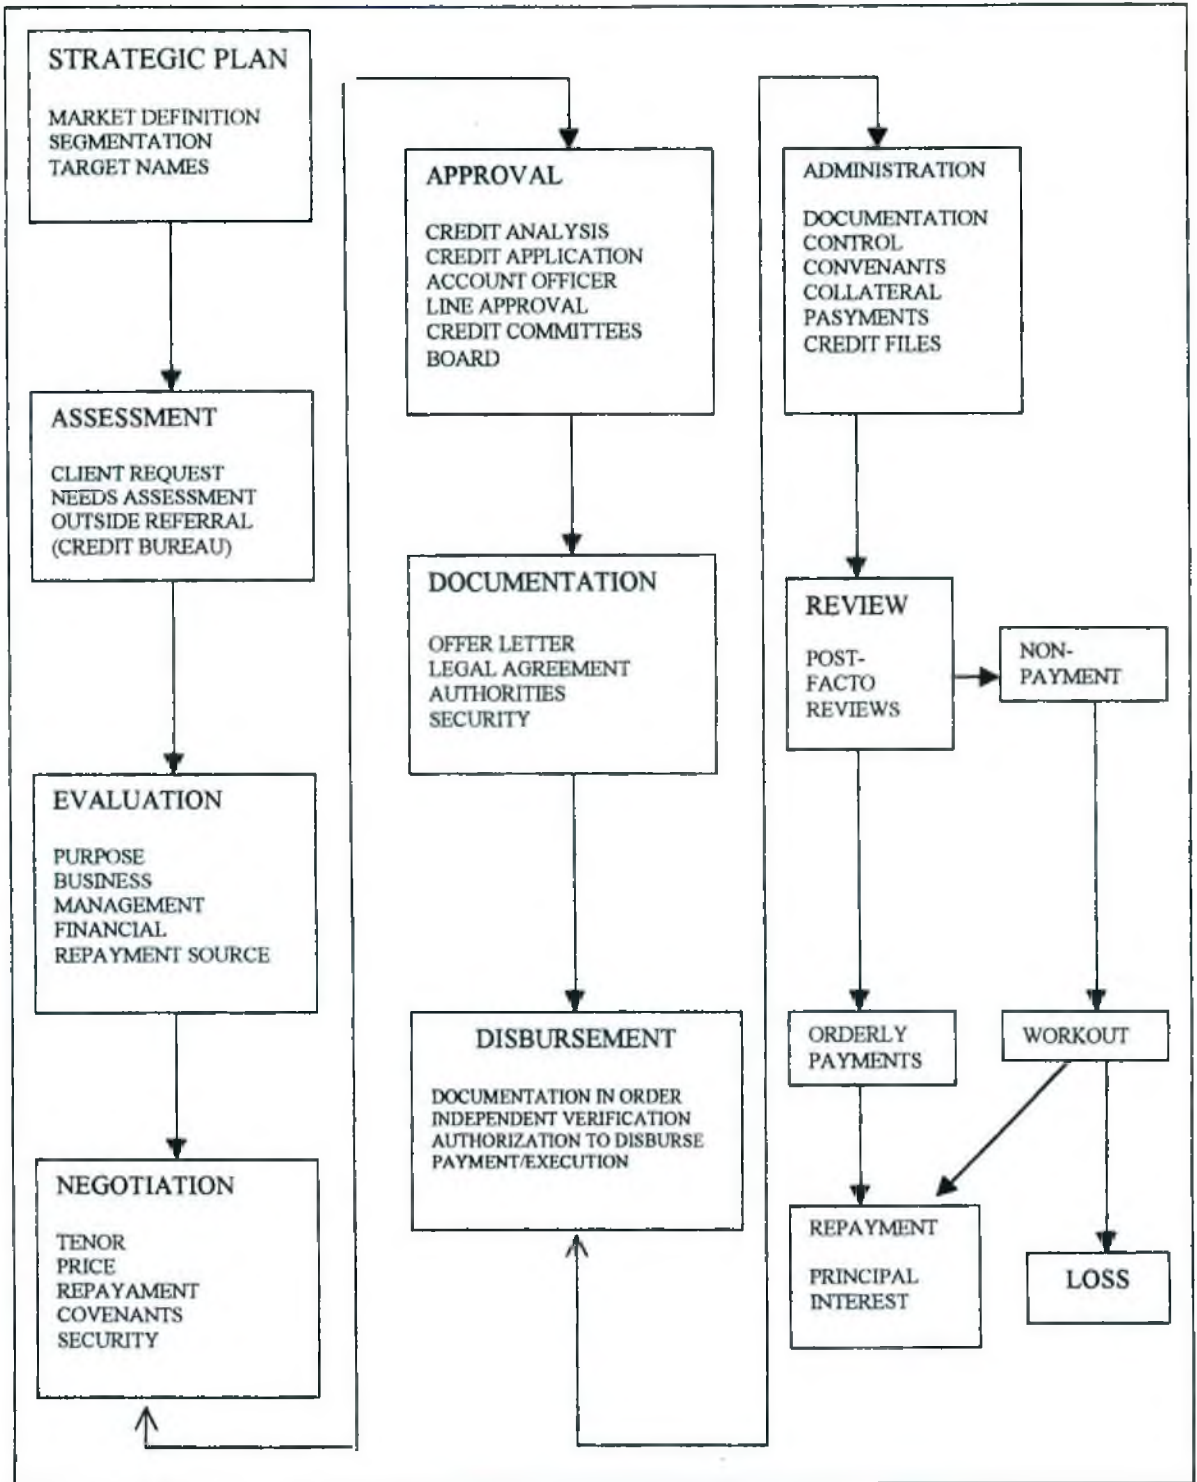 STRATEGIC PLAN
MARKET DEFINITION
SEGMENTATION
TARGET NAMES
ASSESSMENT
CLIENT REQUEST
NEEDS ASSESSMENT
OUTSIDE REFERRAL
(CREDIT BUREAU)
EVALUATION
PURPOSE
BUSINESS
MANAGEMENT
FINANCIAL
REPAYMENT SOURCE
NEGOTIATION
TENOR
PRICE
REPAYAMENT
COVENANTS
SECURITY
APPROVAL
CREDIT ANALYSIS
CREDIT APPLICATION
ACCOUNT OFFICER
LINE APPROVAL
CREDIT COMMITTEES
BOARD
DOCUMENTATION
OFFER LETTER
LEGAL AGREEMENT
AUTHORITIES
SECURITY
DISBURSEMENT
DOCUMENTATION IN ORDER
INDEPENDENT VERIFICATION
AUTHORIZATION TO DISBURSE
PAYMENT/EXECUTION
ADMINISTRATION
DOCUMENTATION
CONTROL
CONVENANTS
COLLATERAL
PASYMENTS
CREDIT FILES
REVIEW
POST-
FACTO
REVIEWS
NON-
PAYMENT
ORDERLY
PAYMENTS
WORKOUT
REPAYMENT
PRINCIPAL
INTEREST
LOSS